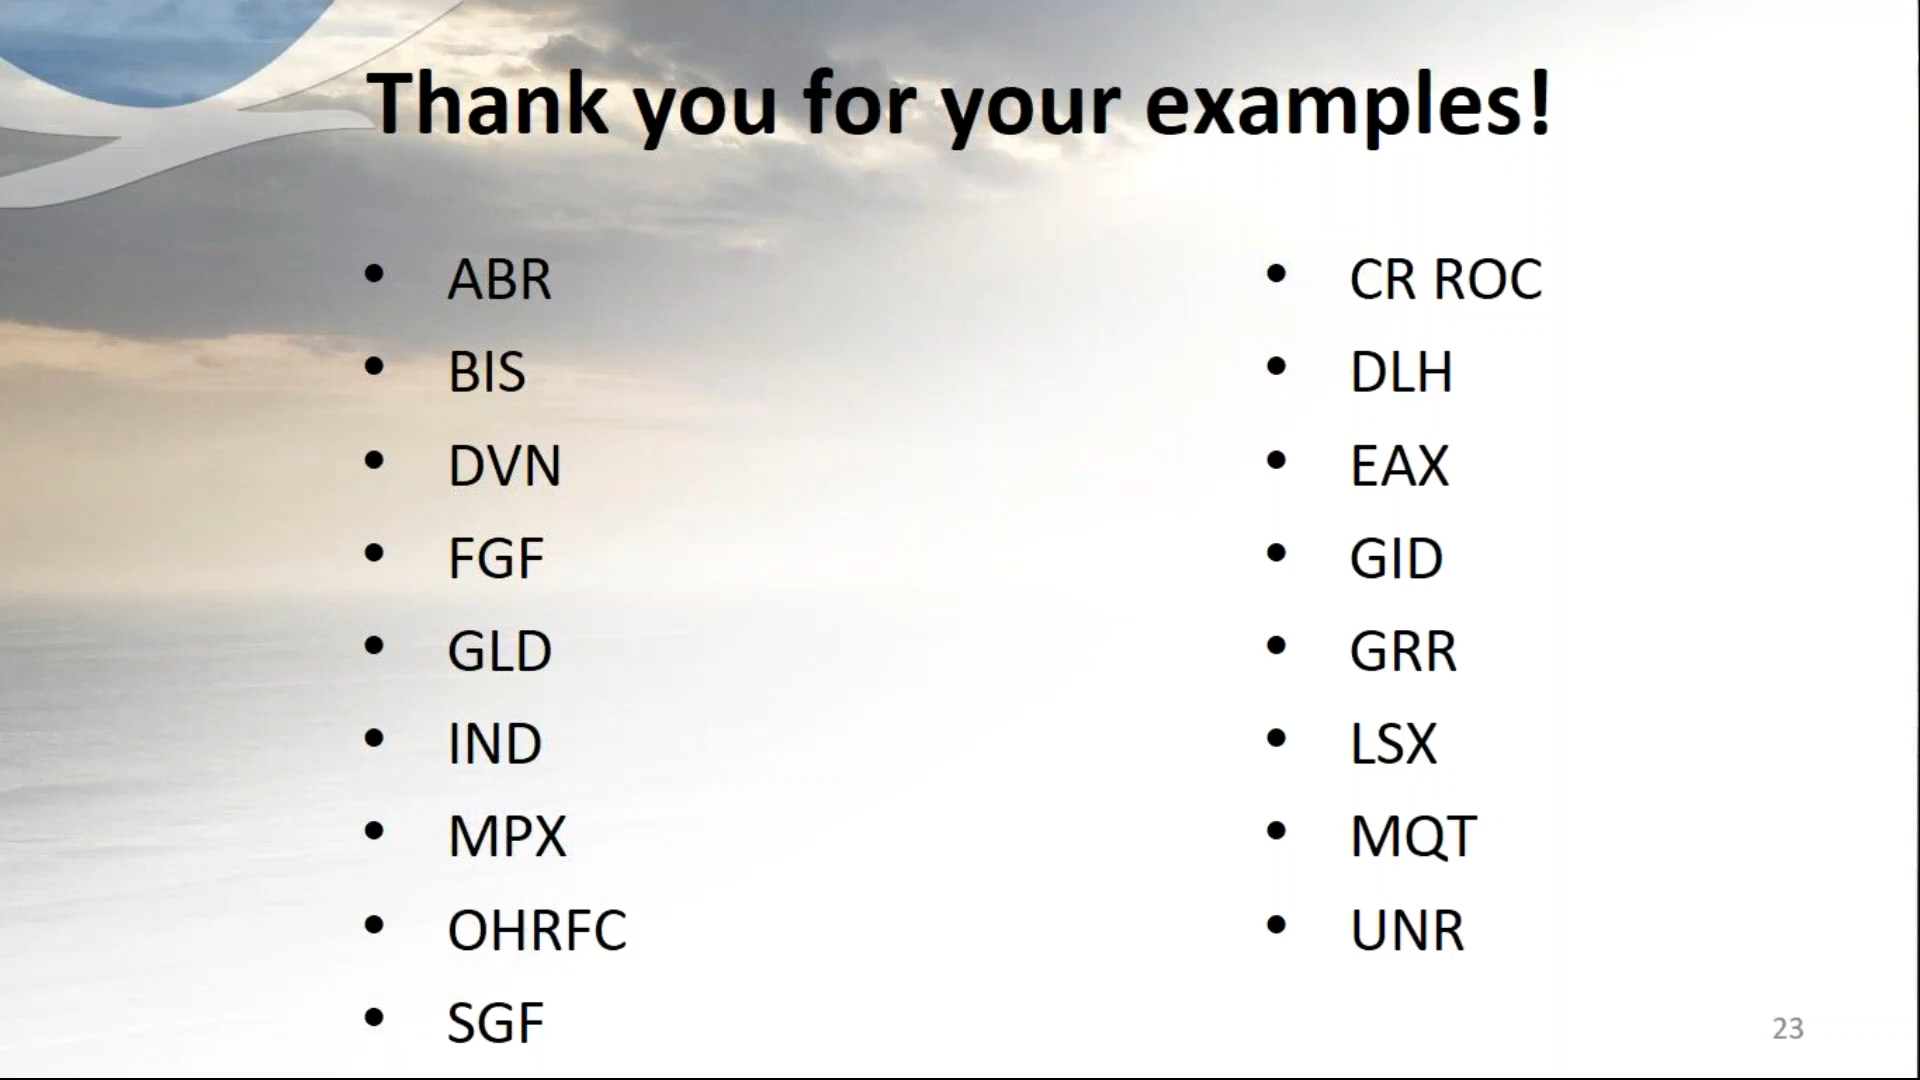 Thank you for your examples!
• ABR
• BIS
• DVN
• FGF
• GLD
• IND
• MPX
• OHRFC
• SGF
• CR ROC
• DLH
• EAX
• GID
• GRR
• LSX
• MQT
• UNR
23